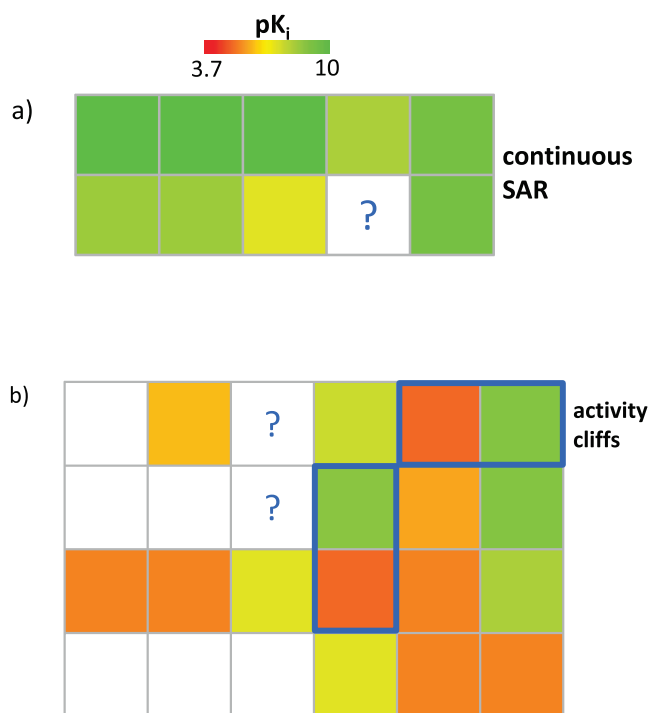 pKi
3.7 10
a)
continuous
SAR
?
b)
activity
cliffs
?
?